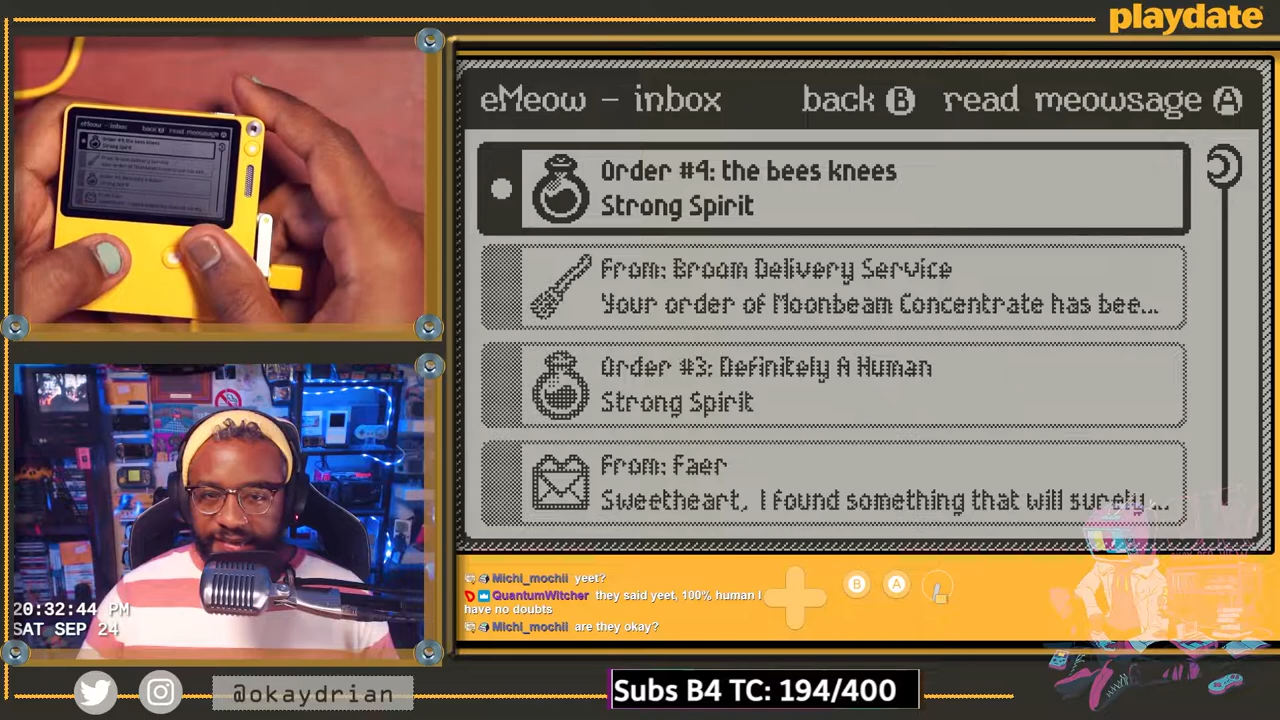 playdate
eMeow - inbox back B read meowsage A
Order #4: the bees knees
Strong Spirit
From: Broom Delivery Service
Your order of Moonbeam Concentrate has bee...
Order #3: Definitely A Human
Strong Spirit
From: Faer
Sweetheart, I found something that will surely...
Michi_mochii yeet?
QuantumWitcher they said yeet, 100% human I
have no doubts
Michi_mochii are they okay?
B A
20:32:44 PM
SAT SEP 24
@okaydrian
Subs B4 TC: 194/400